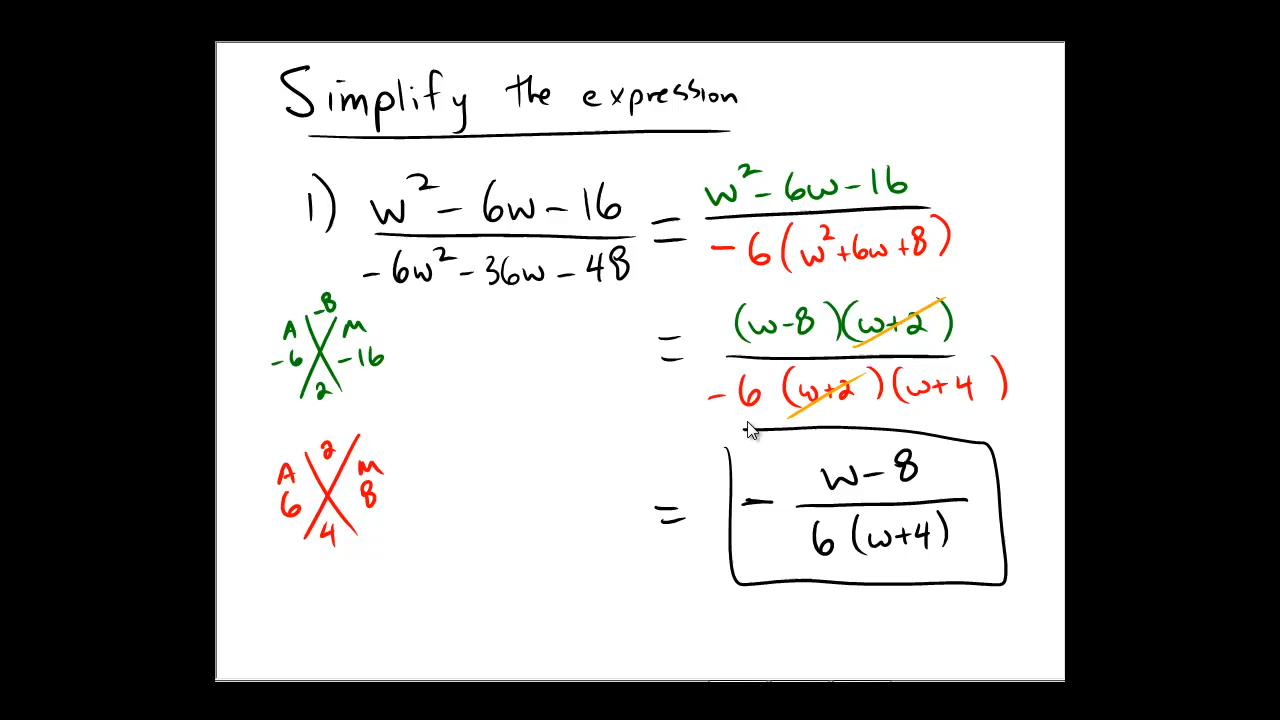 Simplify the expression
1) w² - 6w - 16 / -6w² - 36w - 48 = w² - 6w - 16 / -6(w² + 6w + 8)
= (w-8)(w+2) / -6(w+2)(w+4)
-8
A M
-6 -16
2
= - w-8 / 6(w+4)
2
A M
6 8
4